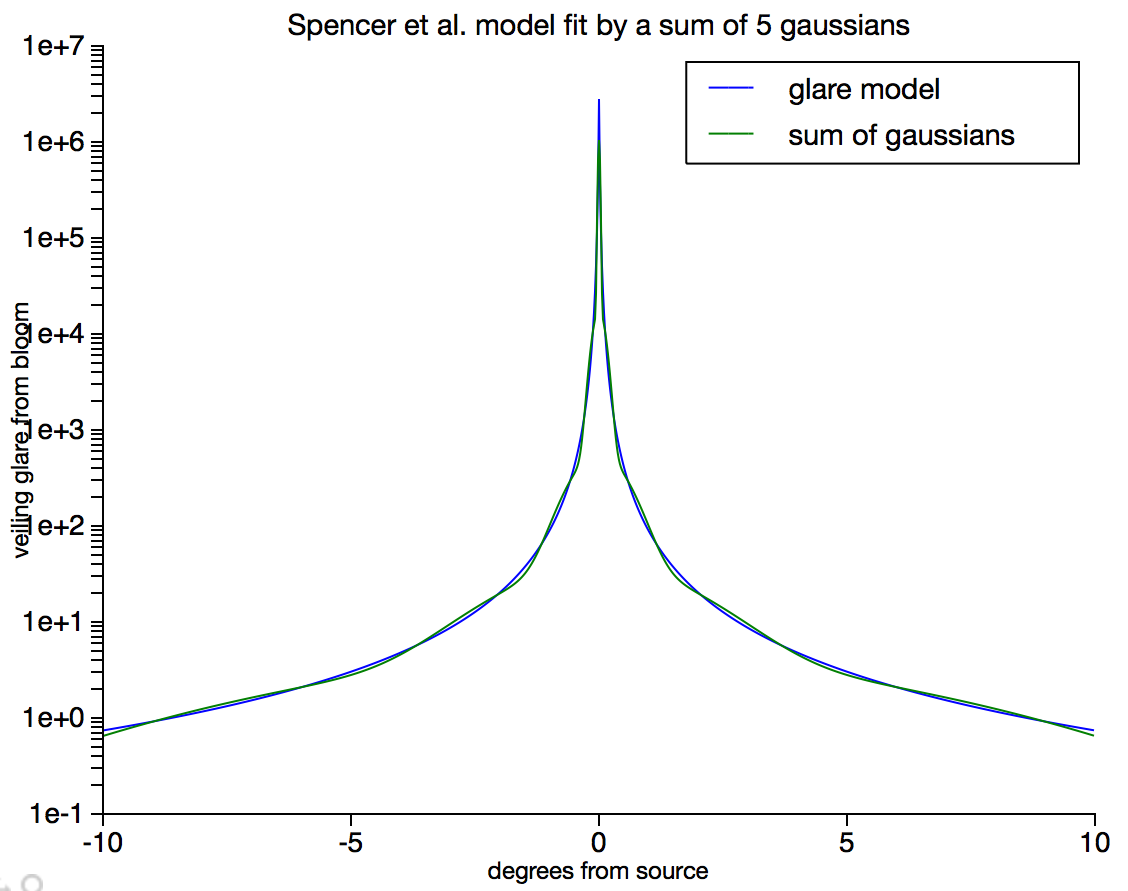 Spencer et al. model fit by a sum of 5 gaussians
1e+7
glare model
1e+6
sum of gaussians
1e+5
1e+4
1e+3
1e+2
1e+1
1e+0
1e-1
veiling glare from bloom
-10
-5
0
5
10
degrees from source